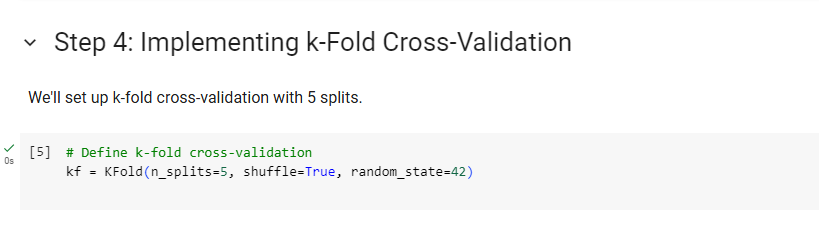 Step 4: Implementing k-Fold Cross-Validation
We'll set up k-fold cross-validation with 5 splits.
[5] # Define k-fold cross-validation
0s kf = KFold(n_splits=5, shuffle=True, random_state=42)